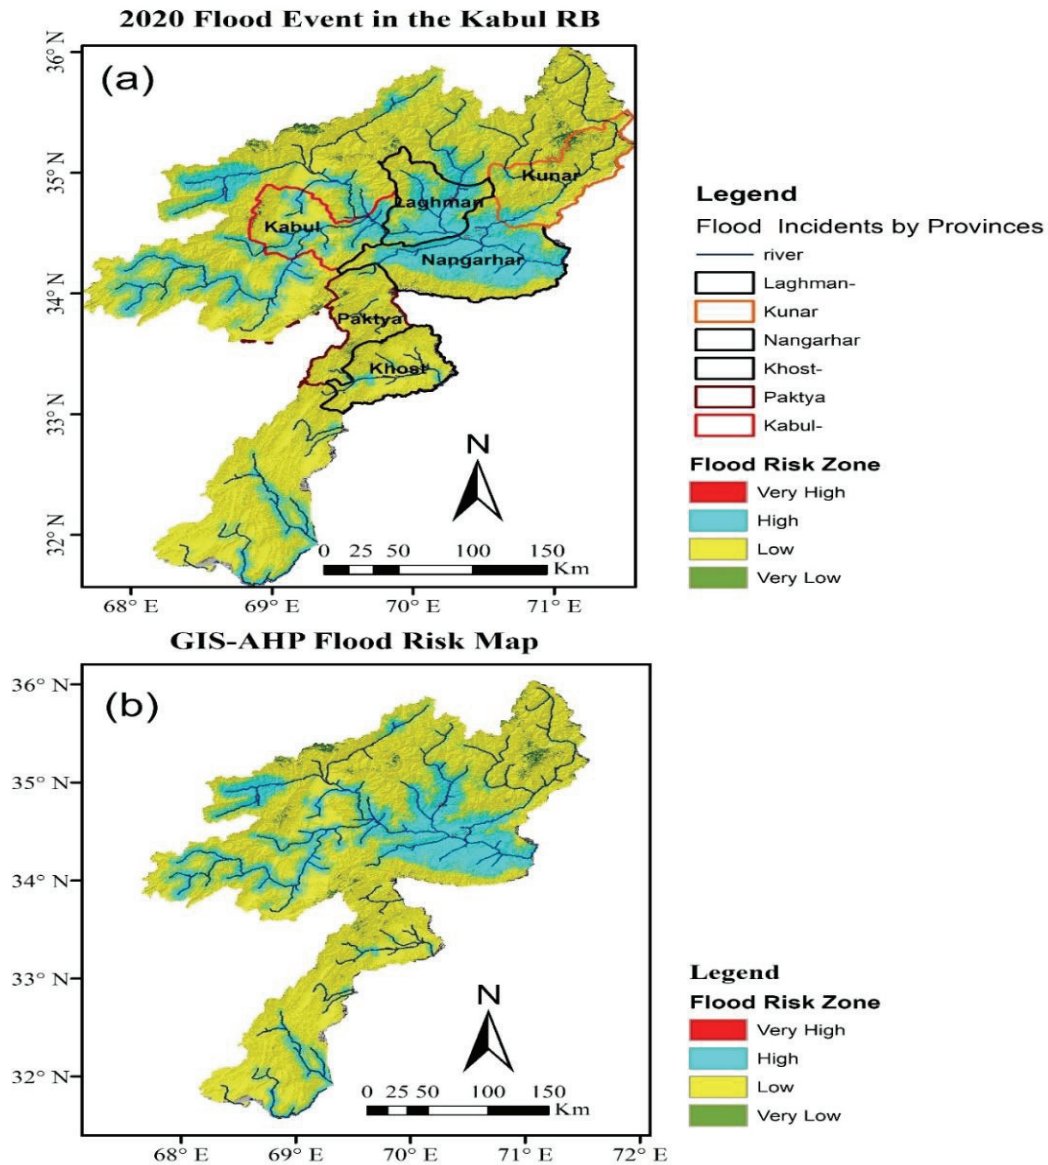 2020 Flood Event in the Kabul RB
(a)
36° N
35° N
34° N
33° N
32° N
Kunar
Laghman
Kabul
Nangarhar
Paktya
Khost
N
0 25 50 100 150
Km
68° E 69° E 70° E 71° E
Legend
Flood Incidents by Provinces
river
Laghman-
Kunar
Nangarhar
Khost-
Paktya
Kabul-
Flood Risk Zone
Very High
High
Low
Very Low
GIS-AHP Flood Risk Map
(b)
36° N
35° N
34° N
33° N
32° N
N
0 25 50 100 150
Km
68° E 69° E 70° E 71° E 72° E
Legend
Flood Risk Zone
Very High
High
Low
Very Low